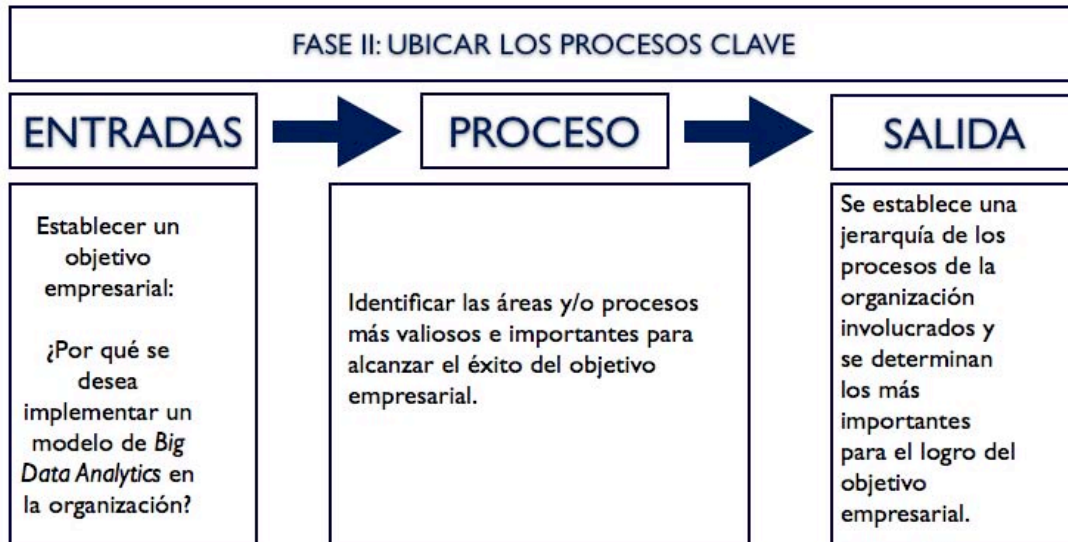 FASE II: UBICAR LOS PROCESOS CLAVE
ENTRADAS
PROCESO
SALIDA
Establecer un
objetivo
empresarial:
¿Por qué se
desea
implementar un
modelo de Big
Data Analytics en
la organización?
Identificar las áreas y/o procesos
más valiosos e importantes para
alcanzar el éxito del objetivo
empresarial.
Se establece una
jerarquía de los
procesos de la
organización
involucrados y
se determinan
los más
importantes
para el logro del
objetivo
empresarial.